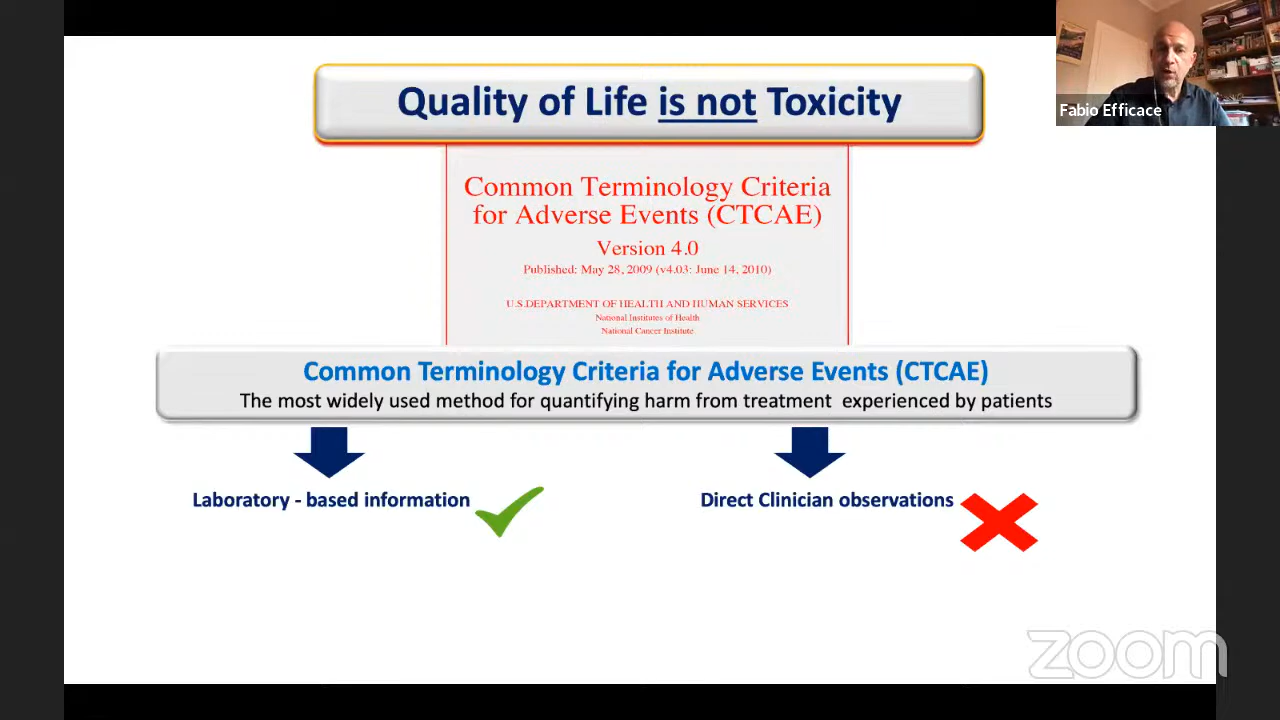 Quality of Life is not Toxicity
Fabio Efficace
Common Terminology Criteria
for Adverse Events (CTCAE)
Version 4.0
Published: May 28, 2009 (v4.03: June 14, 2010)
U.S.DEPARTMENT OF HEALTH AND HUMAN SERVICES
National Institutes of Health
National Cancer Institute
Common Terminology Criteria for Adverse Events (CTCAE)
The most widely used method for quantifying harm from treatment experienced by patients
Laboratory - based information
Direct Clinician observations
zoom